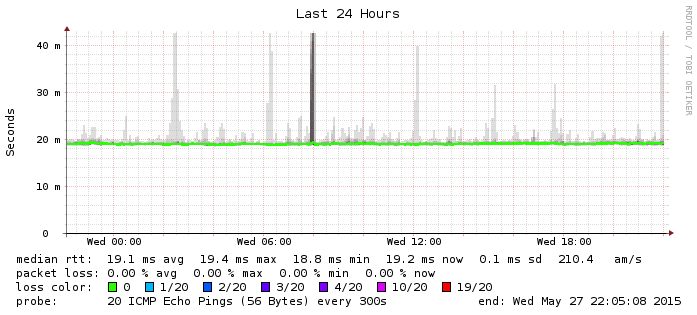 Last 24 Hours
RRDTOOL / TOBI OETIKER
Seconds
40 m
30 m
20 m
10 m
0
Wed 00:00 Wed 06:00 Wed 12:00 Wed 18:00
median rtt: 19.1 ms avg 19.4 ms max 18.8 ms min 19.2 ms now 0.1 ms sd 210.4 am/s
packet loss: 0.00 % avg 0.00 % max 0.00 % min 0.00 % now
loss color: 0 1/20 2/20 3/20 4/20 10/20 19/20
probe: 20 ICMP Echo Pings (56 Bytes) every 300s end: Wed May 27 22:05:08 2015